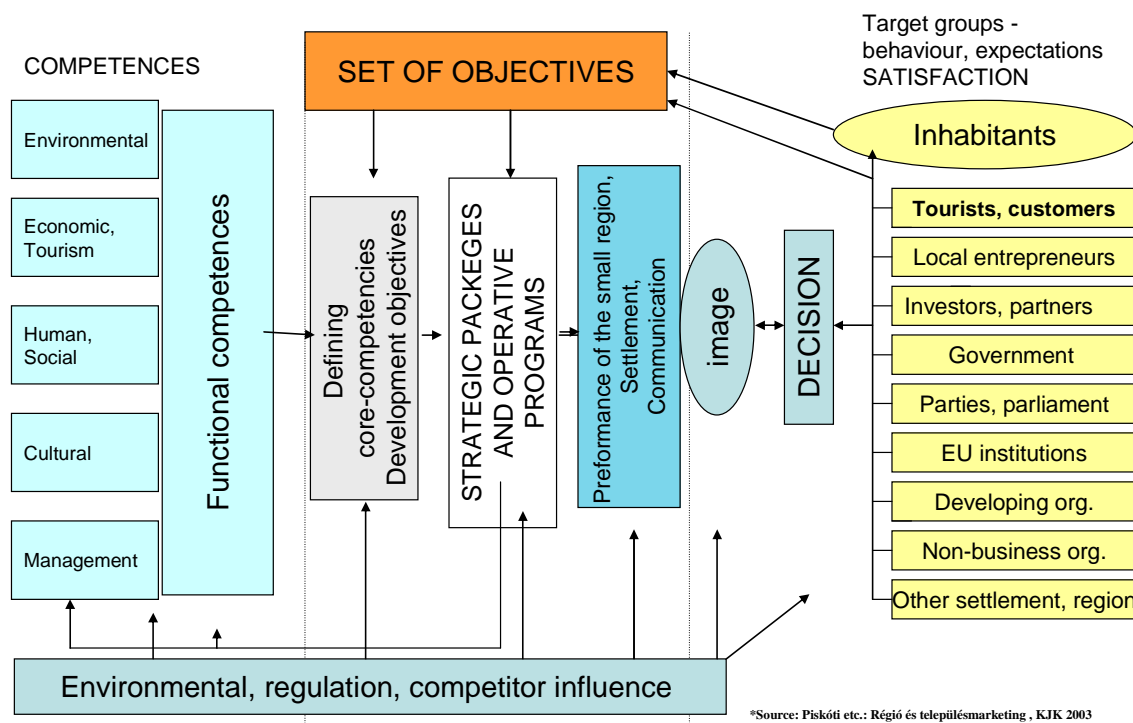 COMPETENCES
SET OF OBJECTIVES
Target groups -
behaviour, expectations
SATISFACTION
Inhabitants
Environmental
Economic,
Tourism
Human,
Social
Cultural
Management
Functional competences
Defining
core-competencies
Development objectives
STRATEGIC PACKEGES
AND OPERATIVE
PROGRAMS
Preformance of the small region,
Settlement,
Communication
image
DECISION
Tourists, customers
Local entrepreneurs
Investors, partners
Government
Parties, parliament
EU institutions
Developing org.
Non-business org.
Other settlement, region
Environmental, regulation, competitor influence
*Source: Piskóti etc.: Régió és településmarketing , KJK 2003